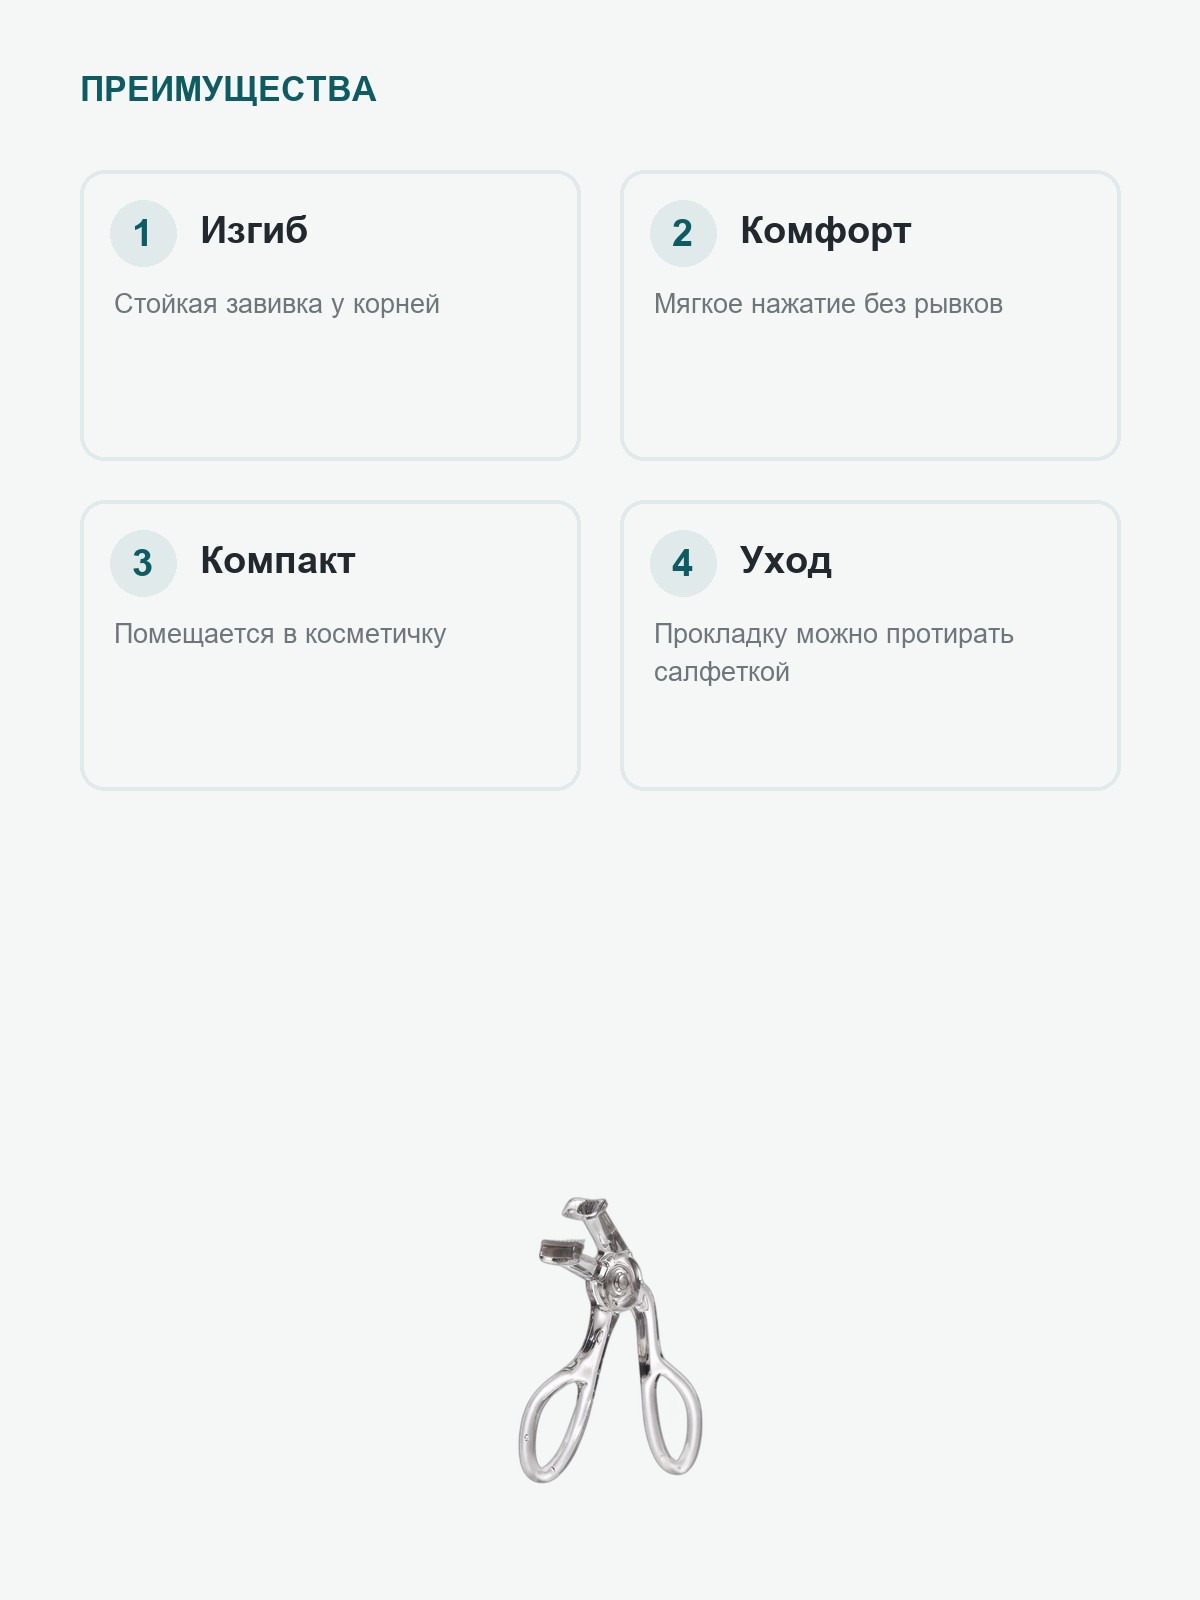 ПРЕИМУЩЕСТВА
1 Изгиб
Стойкая завивка у корней
2 Комфорт
Мягкое нажатие без рывков
3 Компакт
Помещается в косметичку
4 Уход
Прокладку можно протирать
салфеткой